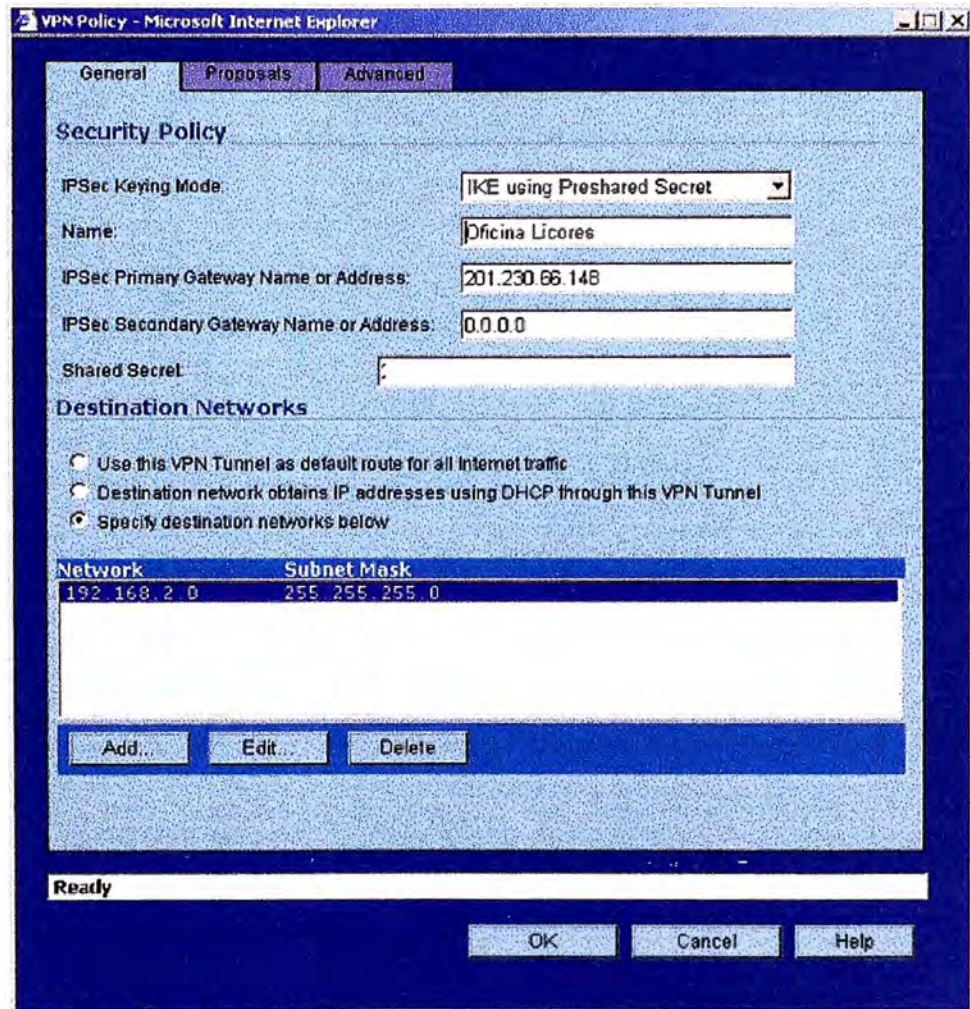 VPN Policy - Microsoft Internet Explorer
General Proposals Advanced
Security Policy
IPSec Keying Mode: IKE using Preshared Secret
Name: Oficina Licores
IPSec Primary Gateway Name or Address: 201.230.66.148
IPSec Secondary Gateway Name or Address: 0.0.0.0
Shared Secret:
Destination Networks
Use this VPN Tunnel as default route for all Internet traffic
Destination network obtains IP addresses using DHCP through this VPN Tunnel
Specify destination networks below
Network Subnet Mask
192.168.2.0 255.255.255.0
Add... Edit... Delete
Ready
OK Cancel Help